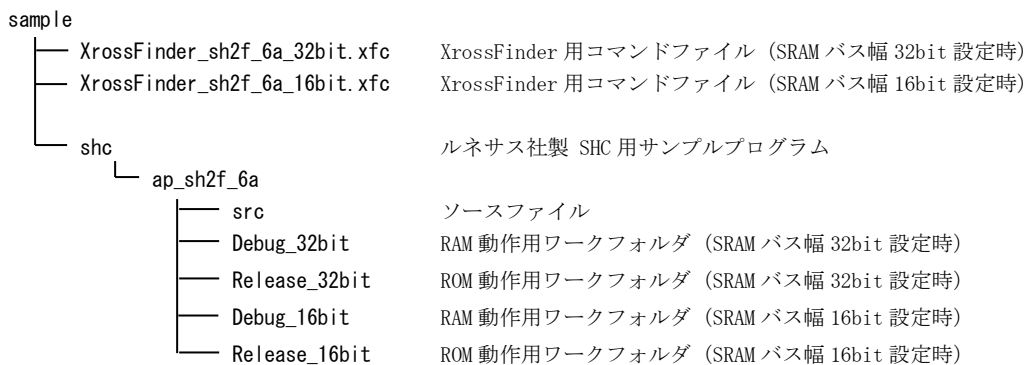 sample
XrossFinder_sh2f_6a_32bit.xfc XrossFinder 用コマンドファイル (SRAM バス幅 32bit 設定時)
XrossFinder_sh2f_6a_16bit.xfc XrossFinder 用コマンドファイル (SRAM バス幅 16bit 設定時)
shc ルネサス社製 SHC 用サンプルプログラム
ap_sh2f_6a
src ソースファイル
Debug_32bit RAM 動作用ワークフォルダ (SRAM バス幅 32bit 設定時)
Release_32bit ROM 動作用ワークフォルダ (SRAM バス幅 32bit 設定時)
Debug_16bit RAM 動作用ワークフォルダ (SRAM バス幅 16bit 設定時)
Release_16bit ROM 動作用ワークフォルダ (SRAM バス幅 16bit 設定時)